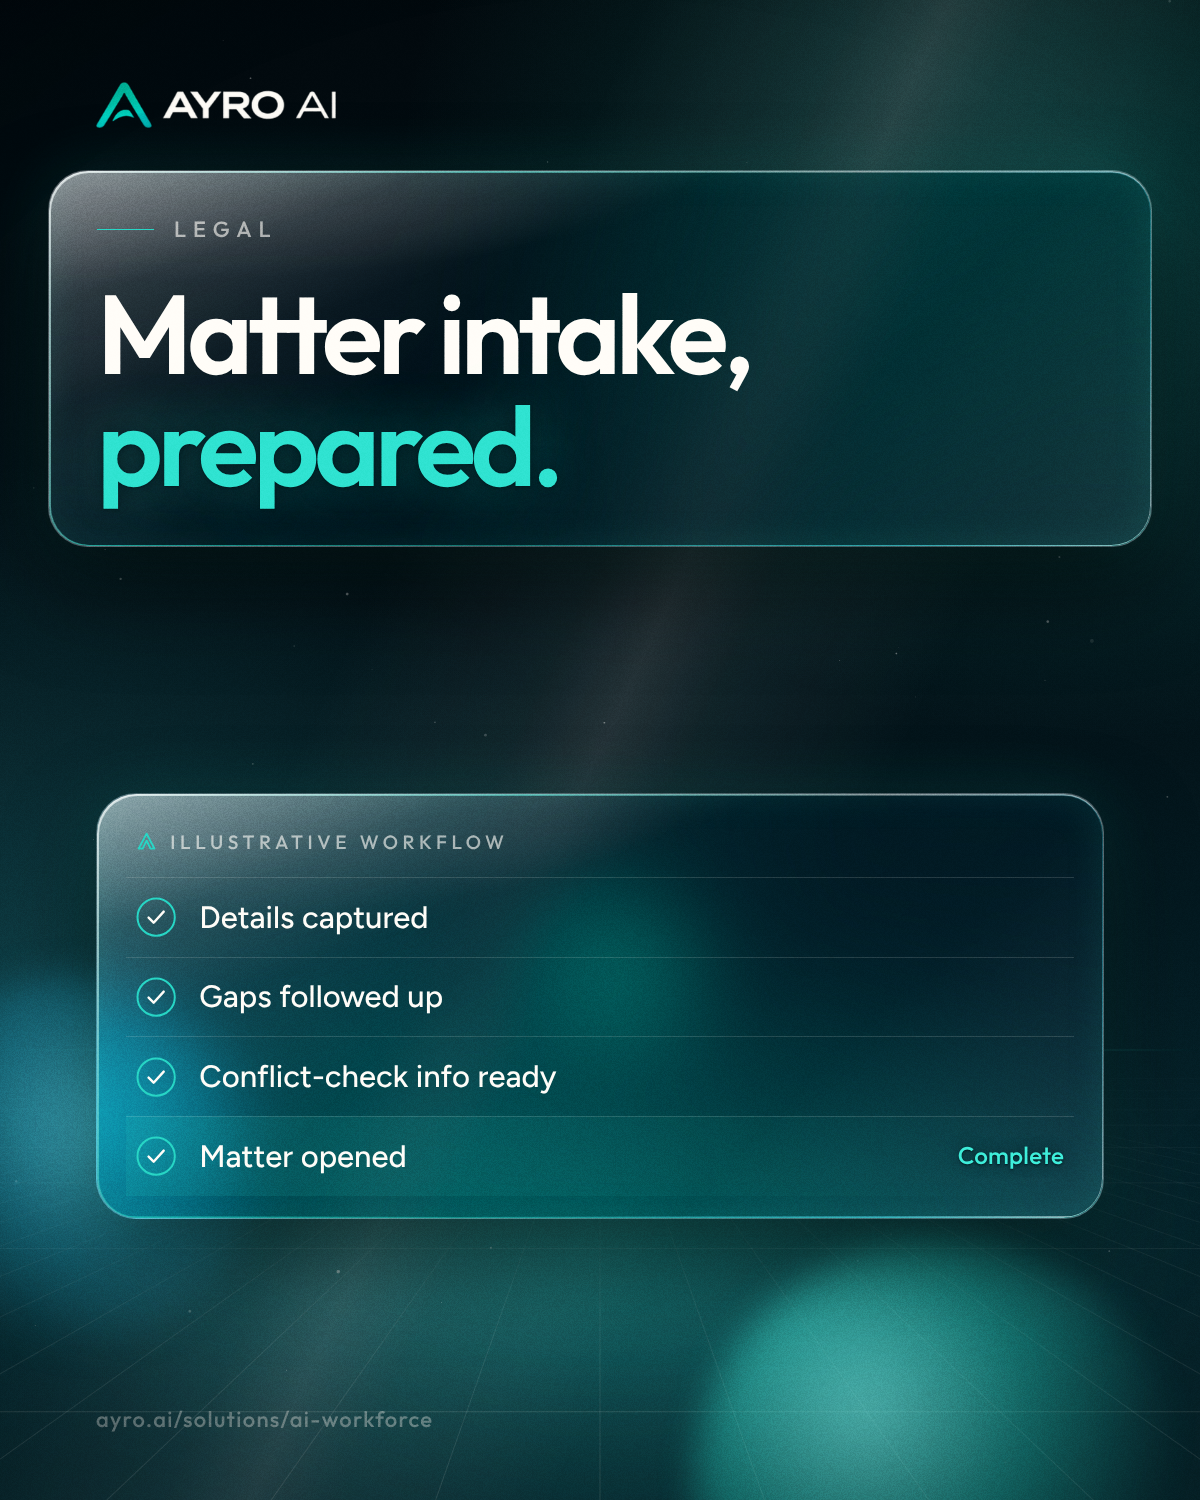 AYRO AI
LEGAL
Matter intake,
prepared.
ILLUSTRATIVE WORKFLOW
Details captured
Gaps followed up
Conflict-check info ready
Matter opened
Complete
ayro.ai/solutions/ai-workforce